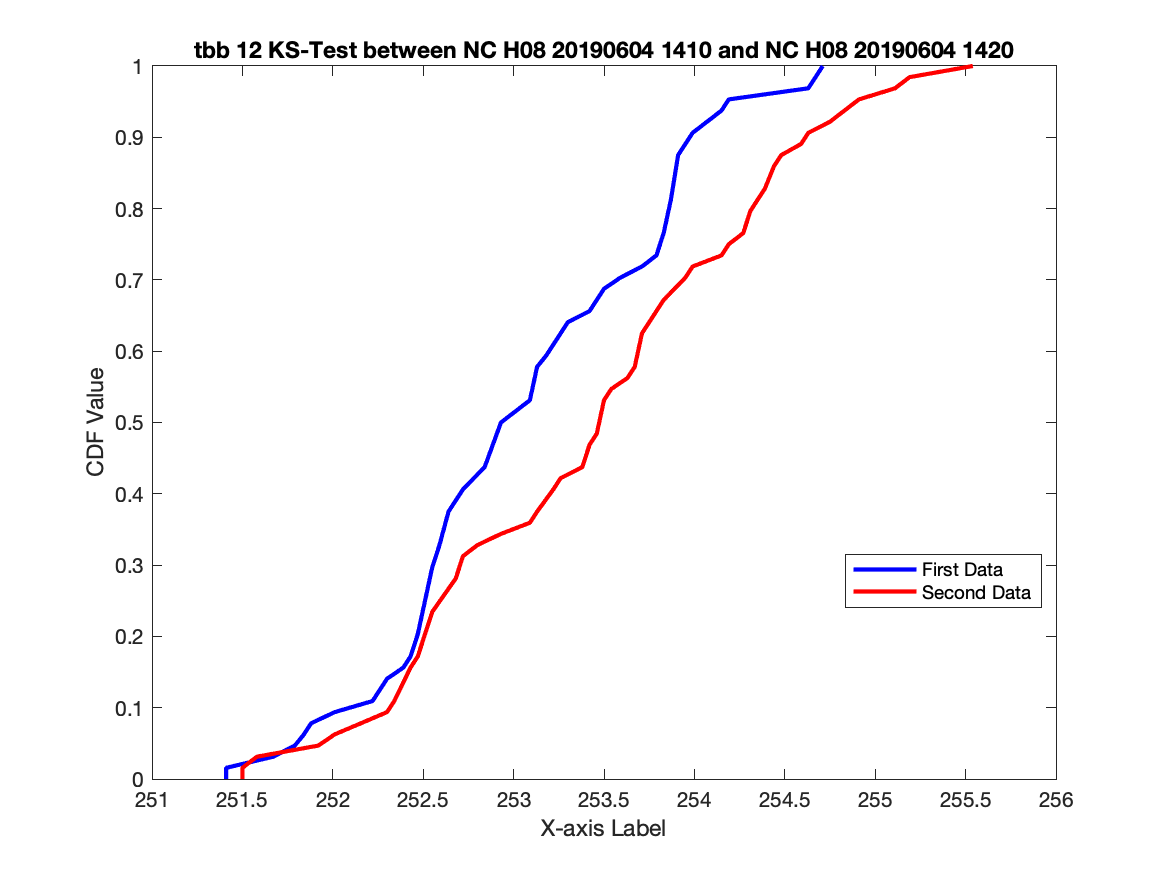 tbb 12 KS-Test between NC H08 20190604 1410 and NC H08 20190604 1420
1
0.9
0.8
0.7
0.6
0.5
0.4
0.3
0.2
0.1
0
CDF Value
First Data
Second Data
251 251.5 252 252.5 253 253.5 254 254.5 255 255.5 256
X-axis Label